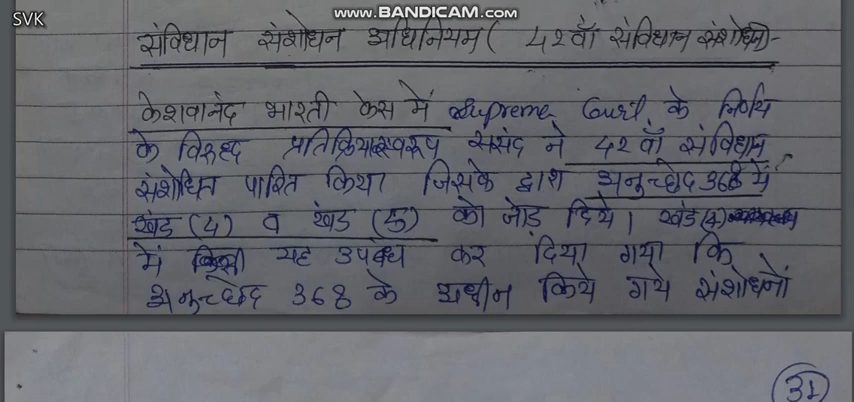 SVK
www.BANDICAM.com
संविधान संशोधन अधिनियम ( 42वाँ संविधान संशोधन)-
केशवानंद भारती केस में Supreme Court के निर्णय
के विरुद्ध प्रतिक्रियास्वरूप संसद ने 42वाँ संविधान
संशोधन पारित किया जिसके द्वारा अनुच्छेद 368 में
खंड (4) व खंड (5) को जोड़ दिये। खंड (4)
में यह उपबंध कर दिया गया कि
अनुच्छेद 368 के अधीन किये गये संशोधनों
31